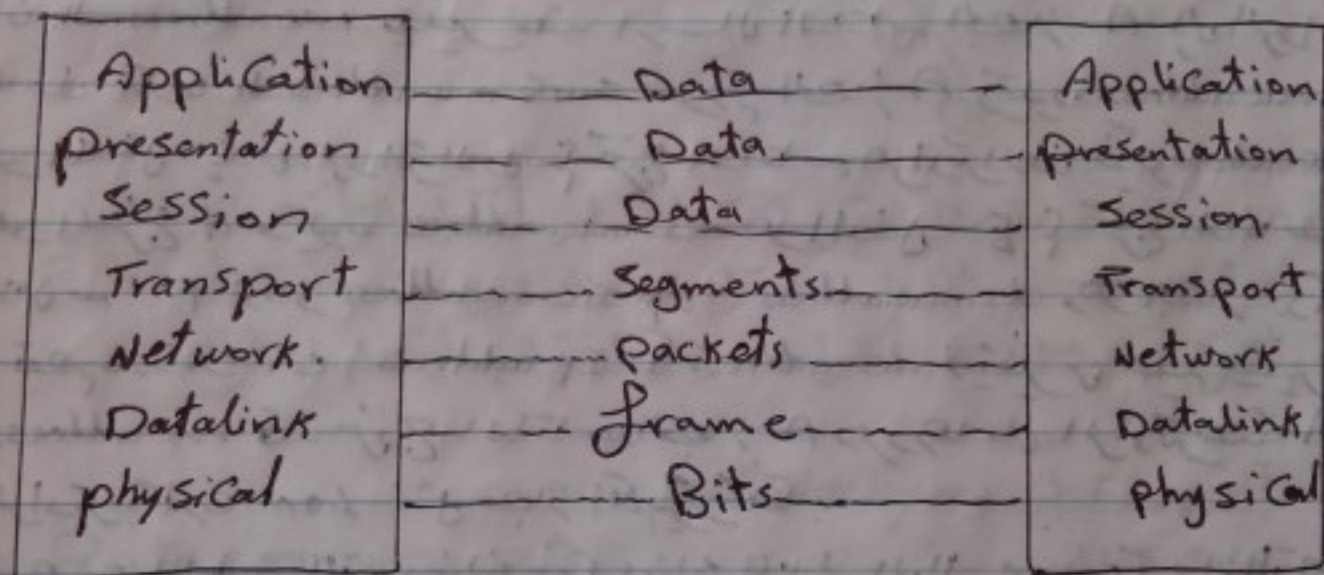 Application Data Application
presentation Data presentation
Session Data Session
Transport Segments Transport
Network. packets Network
Datalink frame Datalink
physical Bits physical